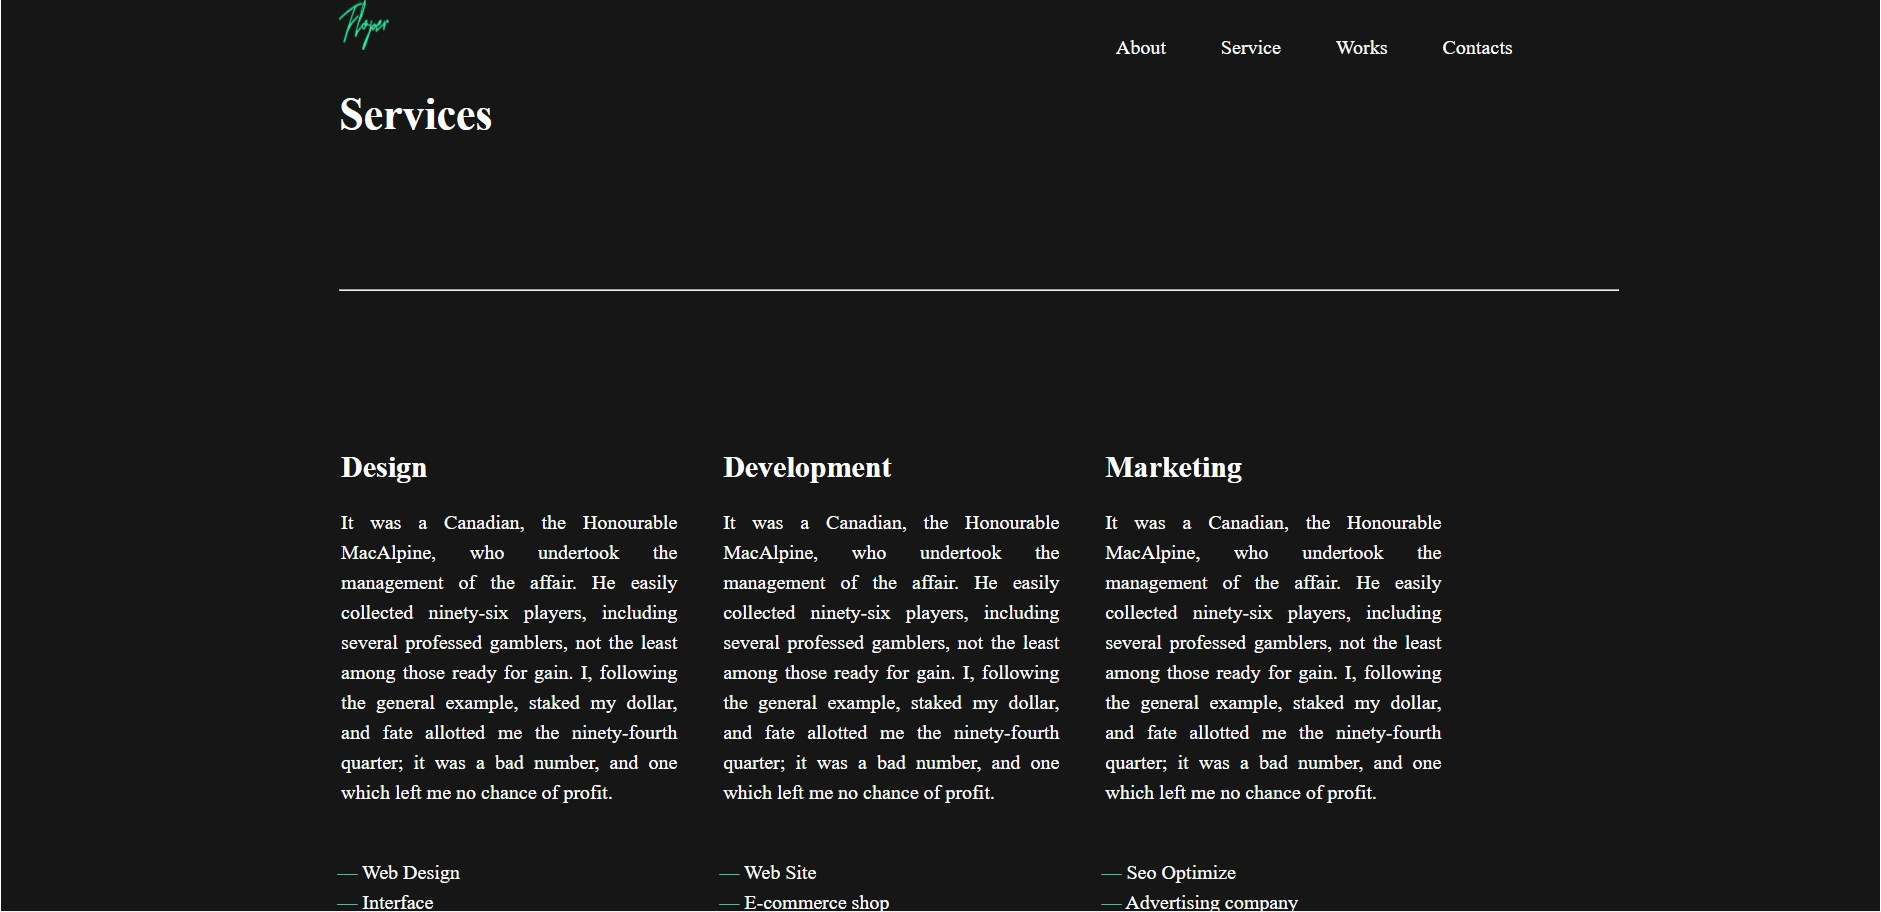 Floper
About
Service
Works
Contacts
Services
Design
It was a Canadian, the Honourable
MacAlpine, who undertook the
management of the affair. He easily
collected ninety-six players, including
several professed gamblers, not the least
among those ready for gain. I, following
the general example, staked my dollar,
and fate allotted me the ninety-fourth
quarter; it was a bad number, and one
which left me no chance of profit.
— Web Design
— Interface
Development
It was a Canadian, the Honourable
MacAlpine, who undertook the
management of the affair. He easily
collected ninety-six players, including
several professed gamblers, not the least
among those ready for gain. I, following
the general example, staked my dollar,
and fate allotted me the ninety-fourth
quarter; it was a bad number, and one
which left me no chance of profit.
— Web Site
— E-commerce shop
Marketing
It was a Canadian, the Honourable
MacAlpine, who undertook the
management of the affair. He easily
collected ninety-six players, including
several professed gamblers, not the least
among those ready for gain. I, following
the general example, staked my dollar,
and fate allotted me the ninety-fourth
quarter; it was a bad number, and one
which left me no chance of profit.
— Seo Optimize
— Advertising company